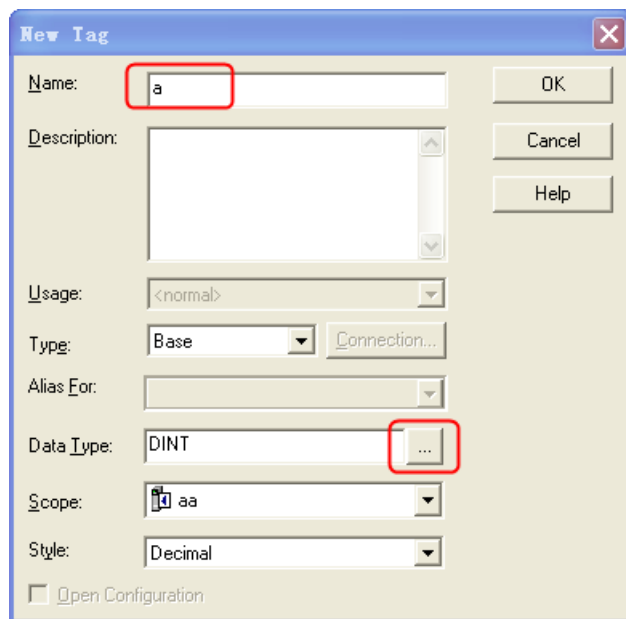 New Tag
Name: a OK
Description: Cancel
Help
Usage: <normal>
Type: Base Connection...
Alias For:
Data Type: DINT ...
Scope: aa
Style: Decimal
Open Configuration